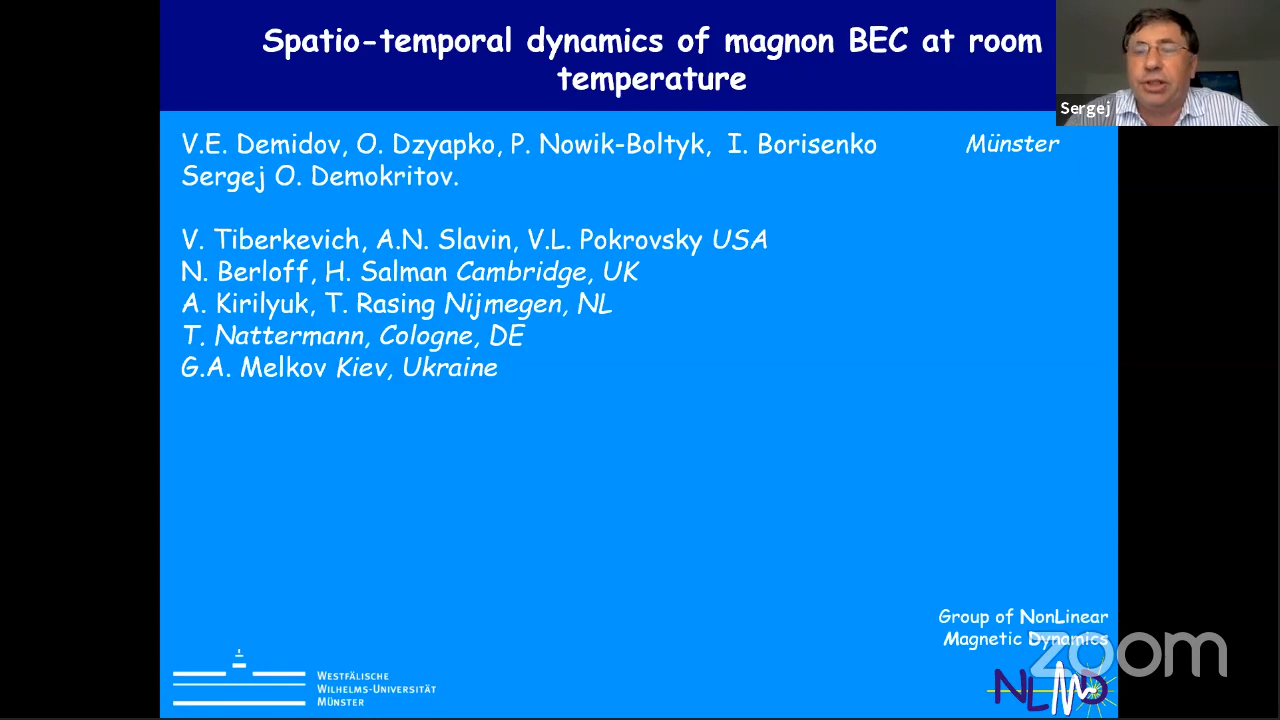 Spatio-temporal dynamics of magnon BEC at room
temperature
Sergej
V.E. Demidov, O. Dzyapko, P. Nowik-Boltyk, I. Borisenko Münster
Sergej O. Demokritov.
V. Tiberkevich, A.N. Slavin, V.L. Pokrovsky USA
N. Berloff, H. Salman Cambridge, UK
A. Kirilyuk, T. Rasing Nijmegen, NL
T. Nattermann, Cologne, DE
G.A. Melkov Kiev, Ukraine
Group of NonLinear
Magnetic Dynamics
zoom
NLMD
WESTFÄLISCHE
WILHELMS-UNIVERSITÄT
MÜNSTER